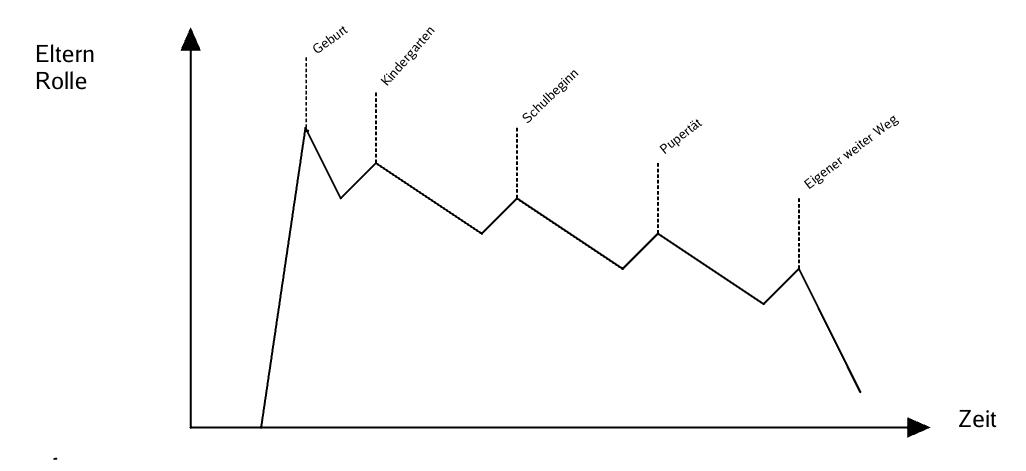 Eltern
Rolle
Geburt
Kindergarten
Schulbeginn
Pupertät
Eigener weiter Weg
Zeit